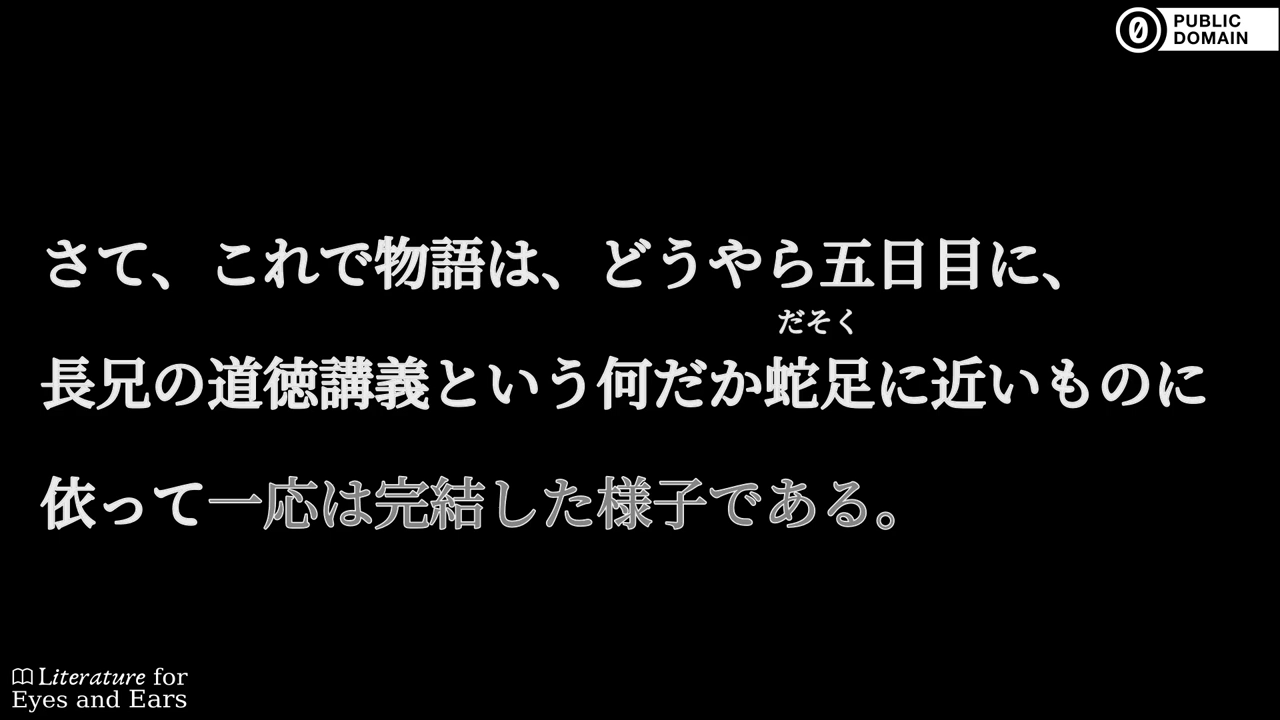 PUBLIC
DOMAIN
さて、これで物語は、どうやら五日目に、
だそく
長兄の道徳講義という何だか蛇足に近いものに
依って一応は完結した様子である。
Literature for
Eyes and Ears